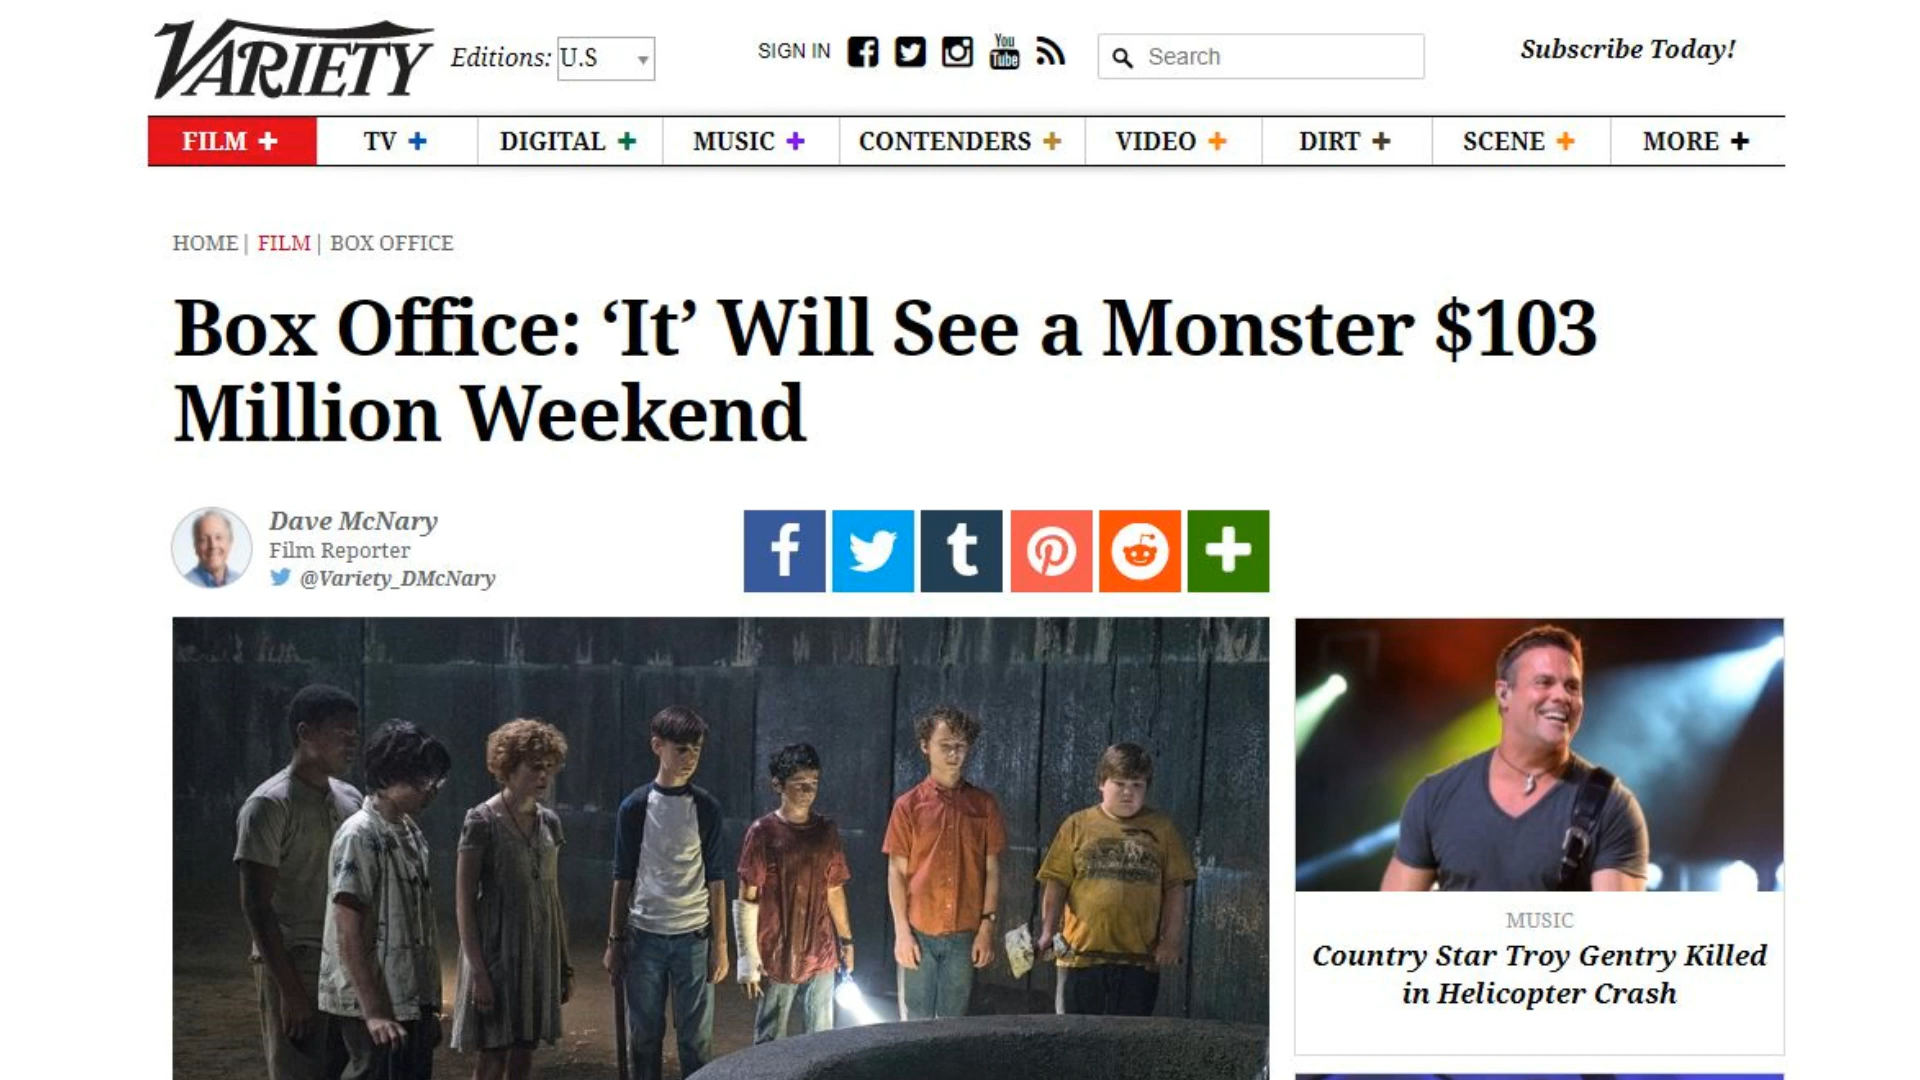 VARIETY
Editions: U.S
SIGN IN
You
Tube
Search
Subscribe Today!
FILM + TV + DIGITAL + MUSIC + CONTENDERS + VIDEO + DIRT + SCENE + MORE +
HOME | FILM | BOX OFFICE
Box Office: ‘It’ Will See a Monster $103
Million Weekend
Dave McNary
Film Reporter
@Variety_DMcNary
MUSIC
Country Star Troy Gentry Killed
in Helicopter Crash